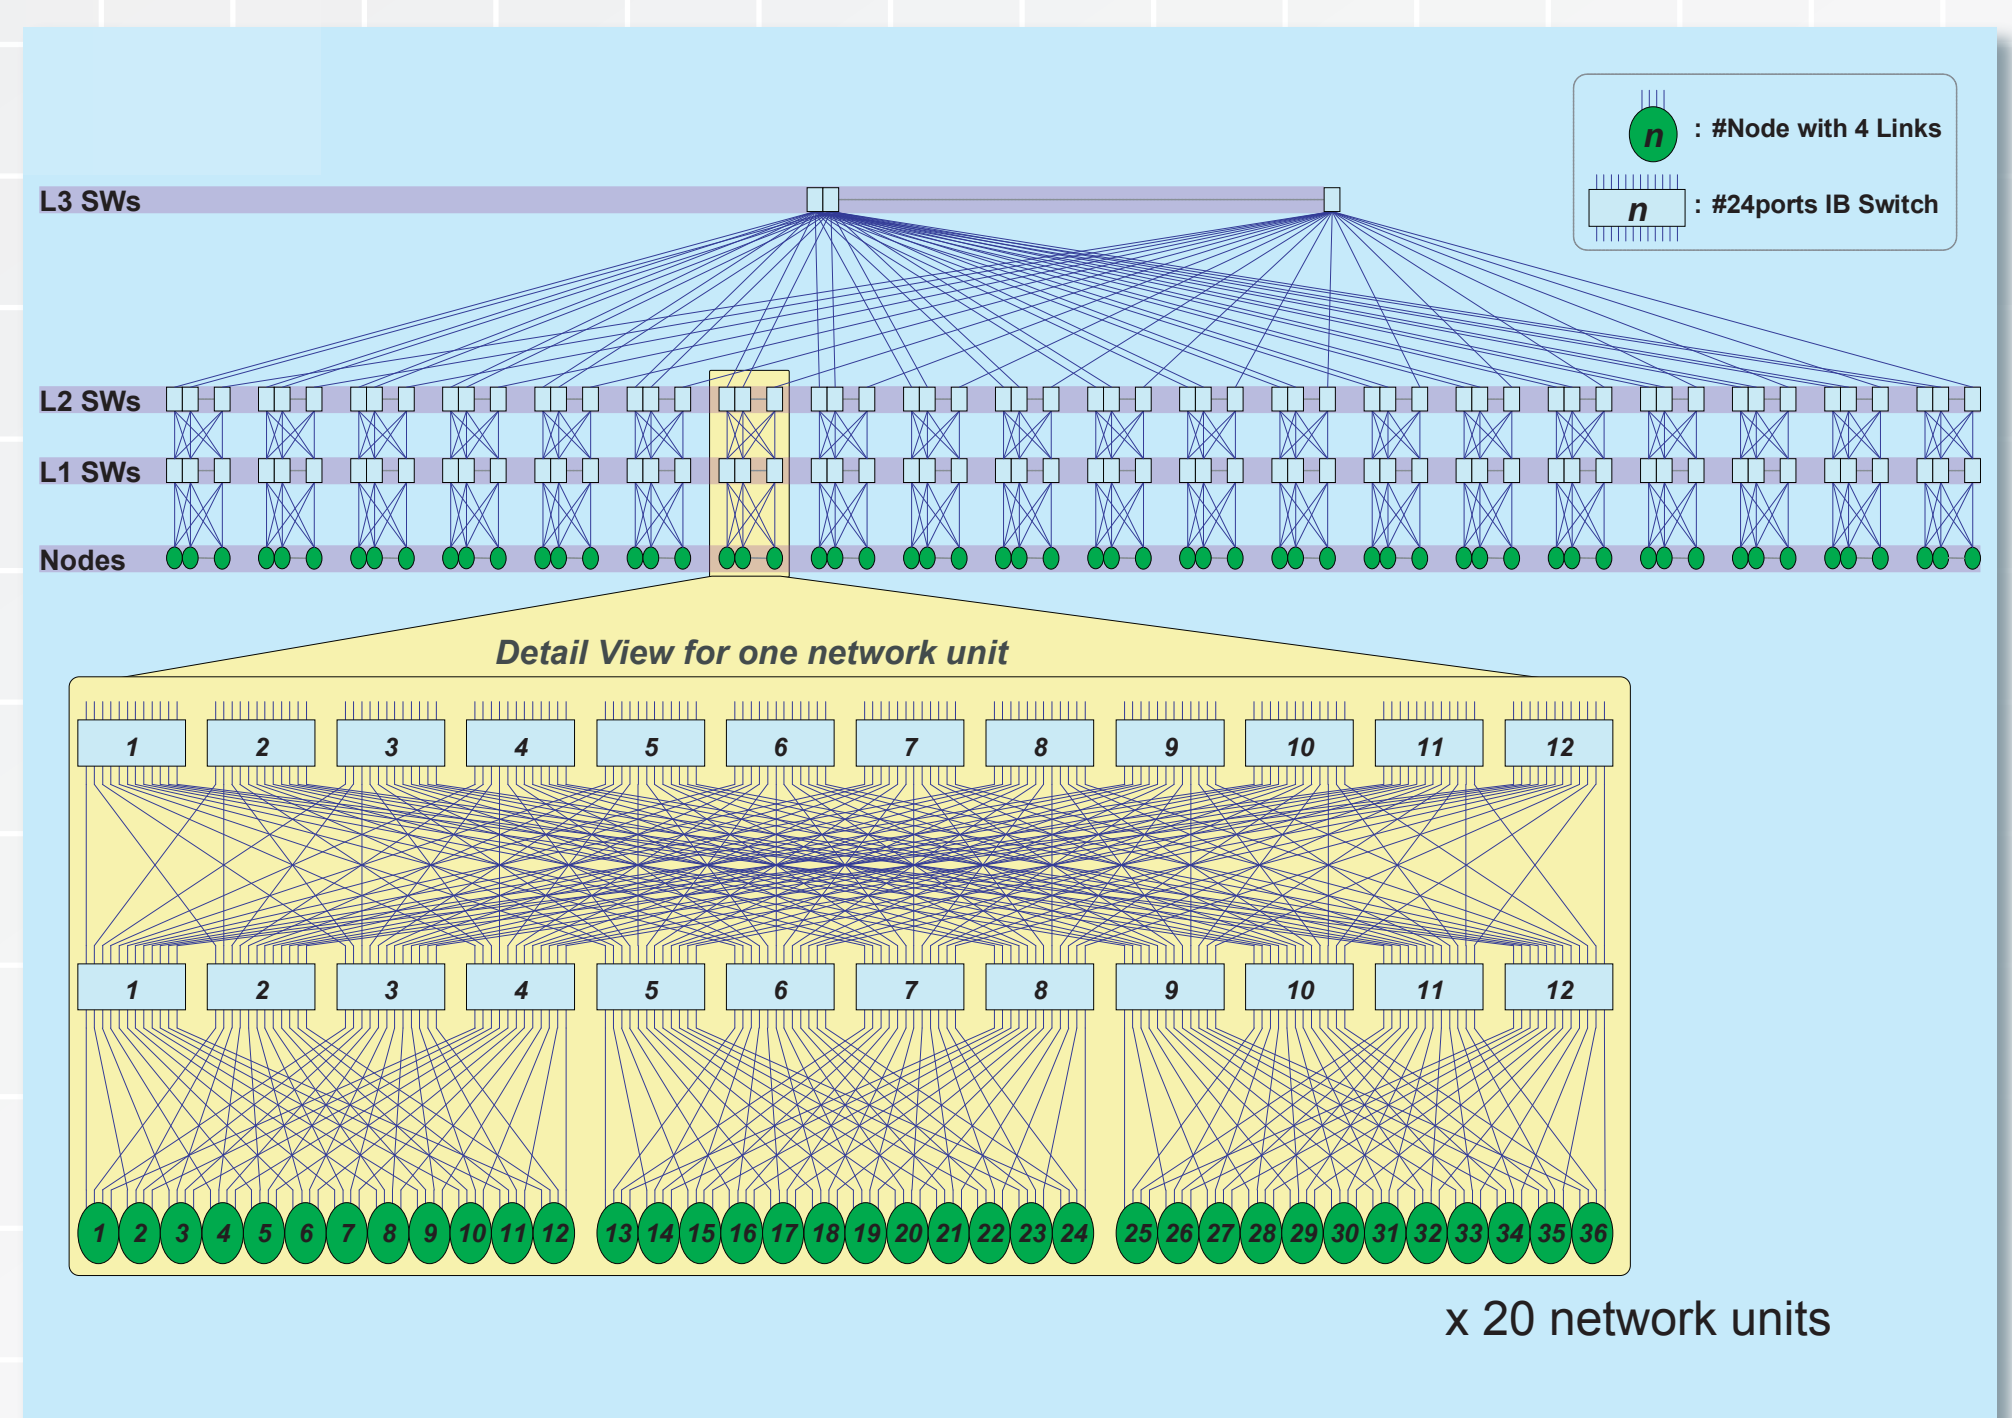 n : #Node with 4 Links
n : #24ports IB Switch
L3 SWs
L2 SWs
L1 SWs
Nodes
Detail View for one network unit
1 2 3 4 5 6 7 8 9 10 11 12
1 2 3 4 5 6 7 8 9 10 11 12
1 2 3 4 5 6 7 8 9 10 11 12 13 14 15 16 17 18 19 20 21 22 23 24 25 26 27 28 29 30 31 32 33 34 35 36
x 20 network units